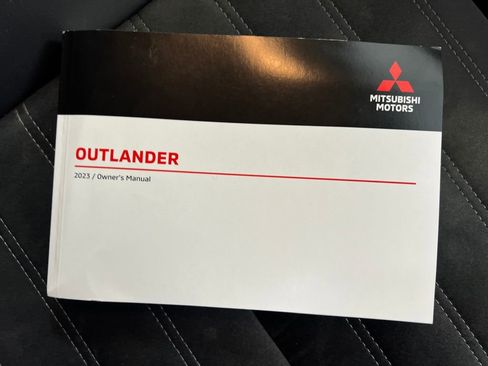 MITSUBISHI
MOTORS
OUTLANDER
2023 / Owner's Manual